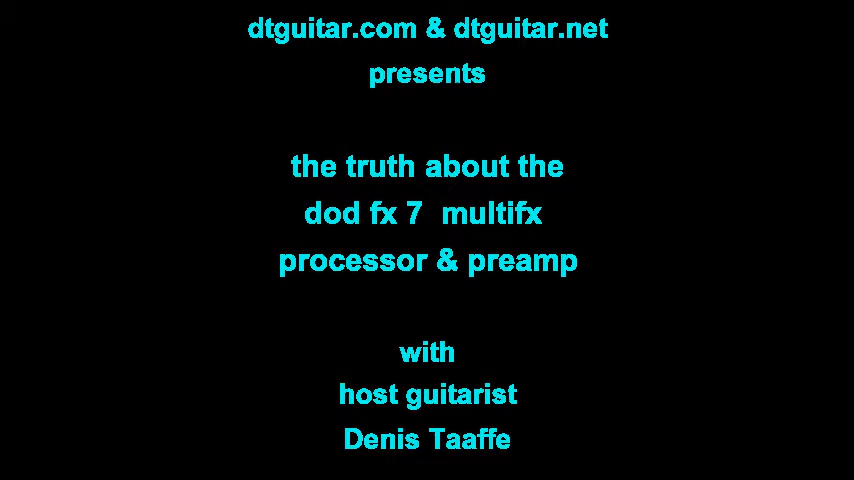 dtguitar.com & dtguitar.net
presents
the truth about the
dod fx 7 multifx
processor & preamp
with
host guitarist
Denis Taaffe